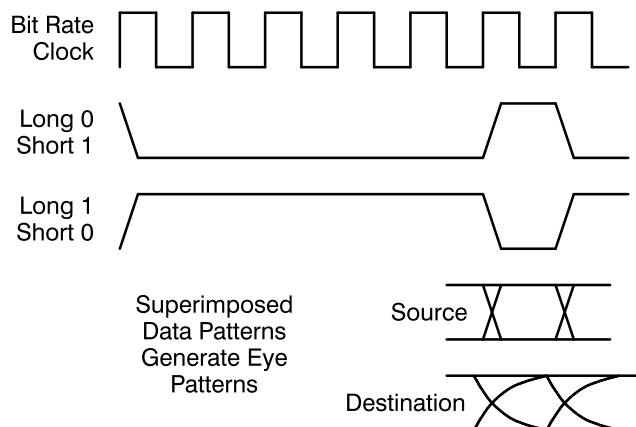 Bit Rate
Clock
Long 0
Short 1
Long 1
Short 0
Superimposed
Data Patterns
Generate Eye
Patterns
Source
Destination